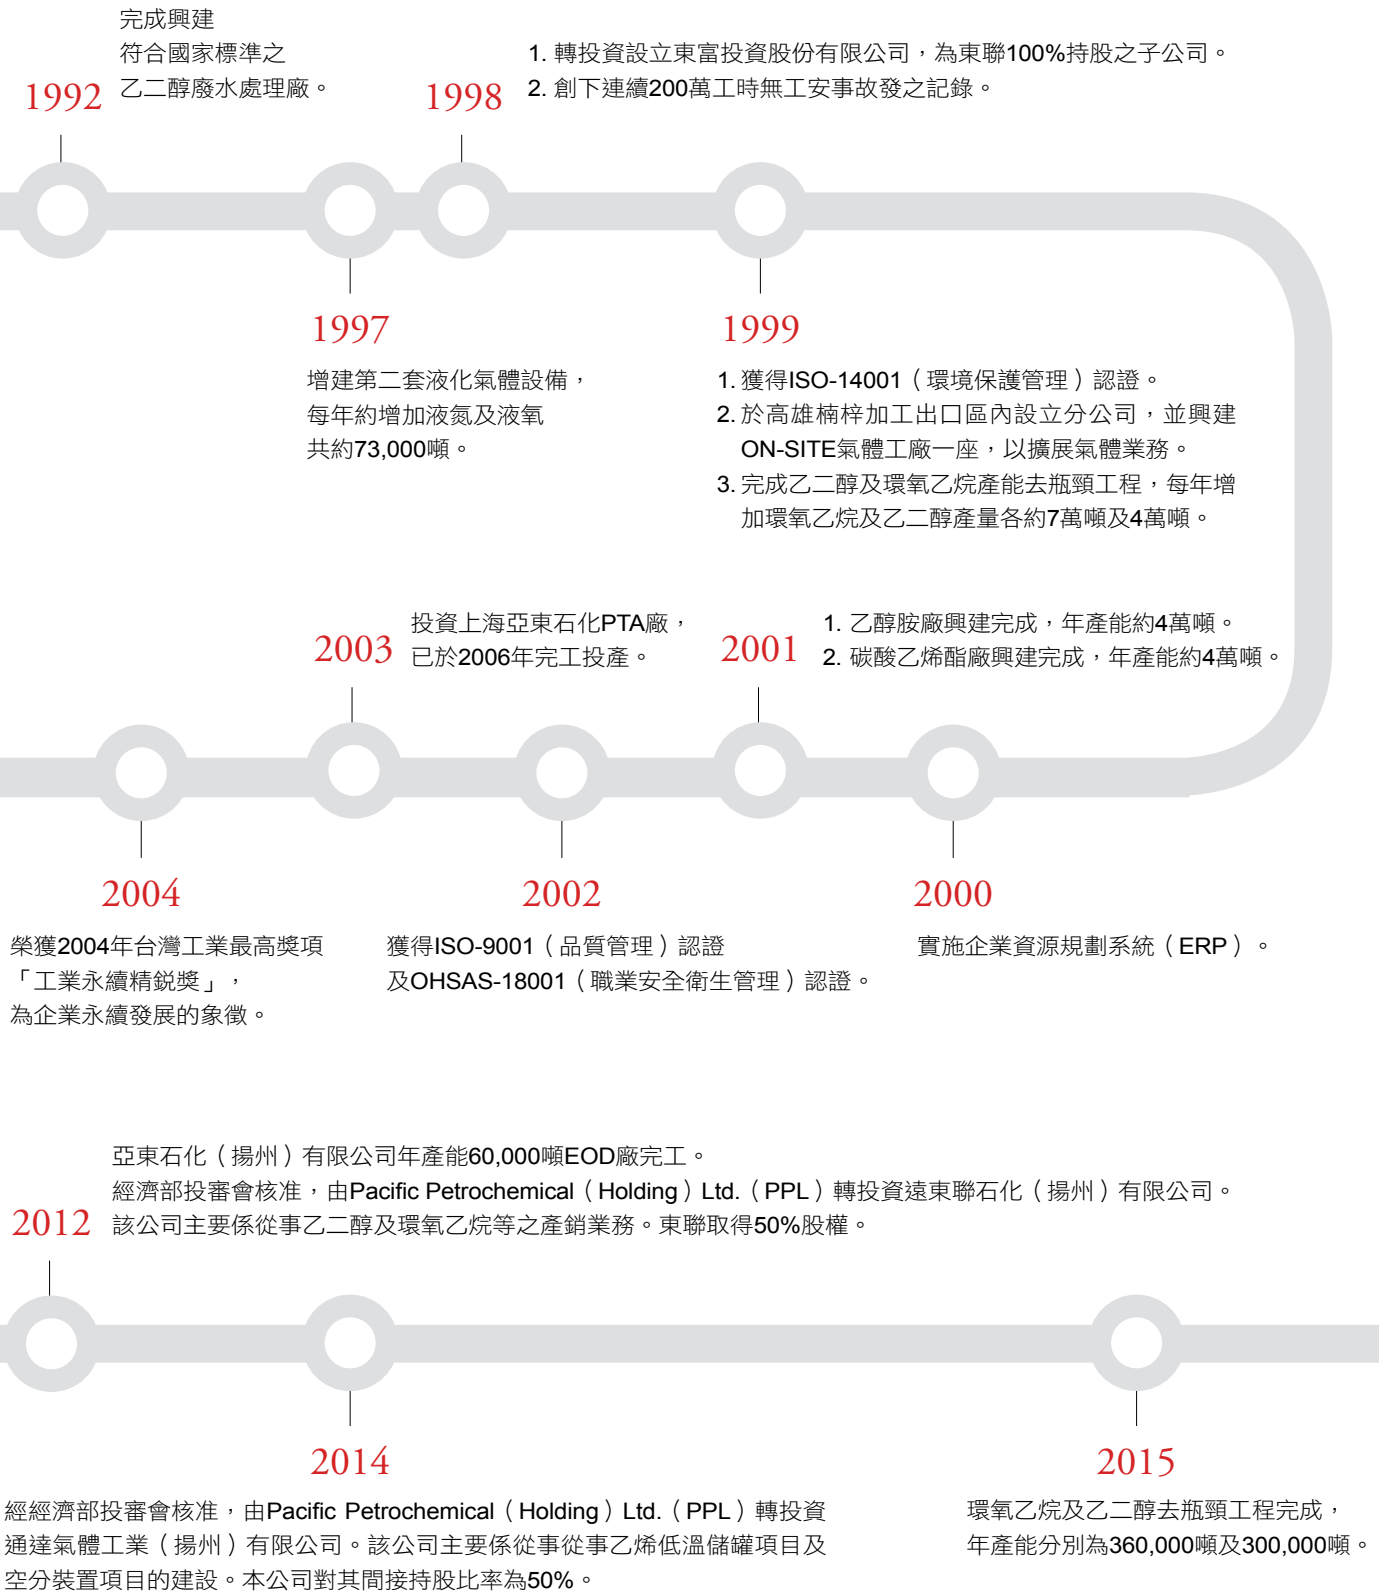 1992
完成興建
符合國家標準之
乙二醇廢水處理廠。
1997
增建第二套液化氣體設備，
每年約增加液氮及液氧
共約73,000噸。
1998
1. 轉投資設立東富投資股份有限公司，為東聯100%持股之子公司。
2. 創下連續200萬工時無工安事故發之記錄。
1999
1. 獲得ISO-14001（環境保護管理）認證。
2. 於高雄楠梓加工出口區內設立分公司，並興建
ON-SITE氣體工廠一座，以擴展氣體業務。
3. 完成乙二醇及環氧乙烷產能去瓶頸工程，每年增
加環氧乙烷及乙二醇產量各約7萬噸及4萬噸。
2000
實施企業資源規劃系統（ERP）。
2001
1. 乙醇胺廠興建完成，年產能約4萬噸。
2. 碳酸乙烯酯廠興建完成，年產能約4萬噸。
2002
獲得ISO-9001（品質管理）認證
及OHSAS-18001（職業安全衛生管理）認證。
2003
投資上海亞東石化PTA廠，
已於2006年完工投產。
2004
榮獲2004年台灣工業最高獎項
「工業永續精銳獎」，
為企業永續發展的象徵。
2012
亞東石化（揚州）有限公司年產能60,000噸EOD廠完工。
經濟部投審會核准，由Pacific Petrochemical（Holding）Ltd.（PPL）轉投資遠東聯石化（揚州）有限公司。
該公司主要係從事乙二醇及環氧乙烷等之產銷業務。東聯取得50%股權。
2014
經經濟部投審會核准，由Pacific Petrochemical（Holding）Ltd.（PPL）轉投資
通達氣體工業（揚州）有限公司。該公司主要係從事從事乙烯低溫儲罐項目及
空分裝置項目的建設。本公司對其間接持股比率為50%。
2015
環氧乙烷及乙二醇去瓶頸工程完成，
年產能分別為360,000噸及300,000噸。